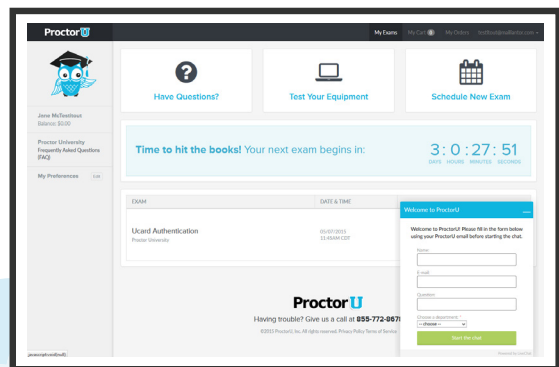 ProctorU
My Exams
My Cart 0
My Orders
Jane McTesthoot
Balance: $0.00
Proctor University
Frequently Asked Questions
(FAQ)
My Preferences Edit
Have Questions?
Test Your Equipment
Schedule New Exam
Time to hit the books! Your next exam begins in:
3 : 0 : 27 : 51
DAYS HOURS MINUTES SECONDS
EXAM
DATE & TIME
Ucard Authentication
Proctor University
05/07/2015
11:48AM CDT
Welcome to ProctorU
Welcome to ProctorU! Please fill in the form below
using your ProctorU email before starting the chat.
Name:
E-mail:
Question:
Choose a department: *
-- choose --
Start the chat
ProctorU
Having trouble? Give us a call at 855-772-867
©2015 ProctorU, Inc. All rights reserved. Privacy Policy Terms of Service
javascript:void(null);